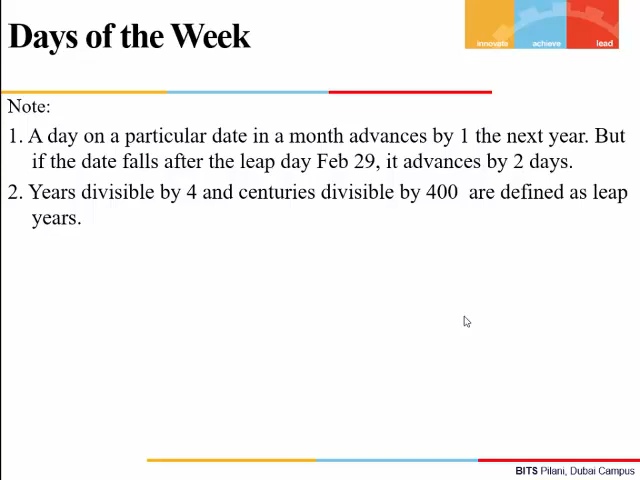 Days of the Week
innovate achieve lead
Note:
1. A day on a particular date in a month advances by 1 the next year. But
if the date falls after the leap day Feb 29, it advances by 2 days.
2. Years divisible by 4 and centuries divisible by 400 are defined as leap
years.
BITS Pilani, Dubai Campus